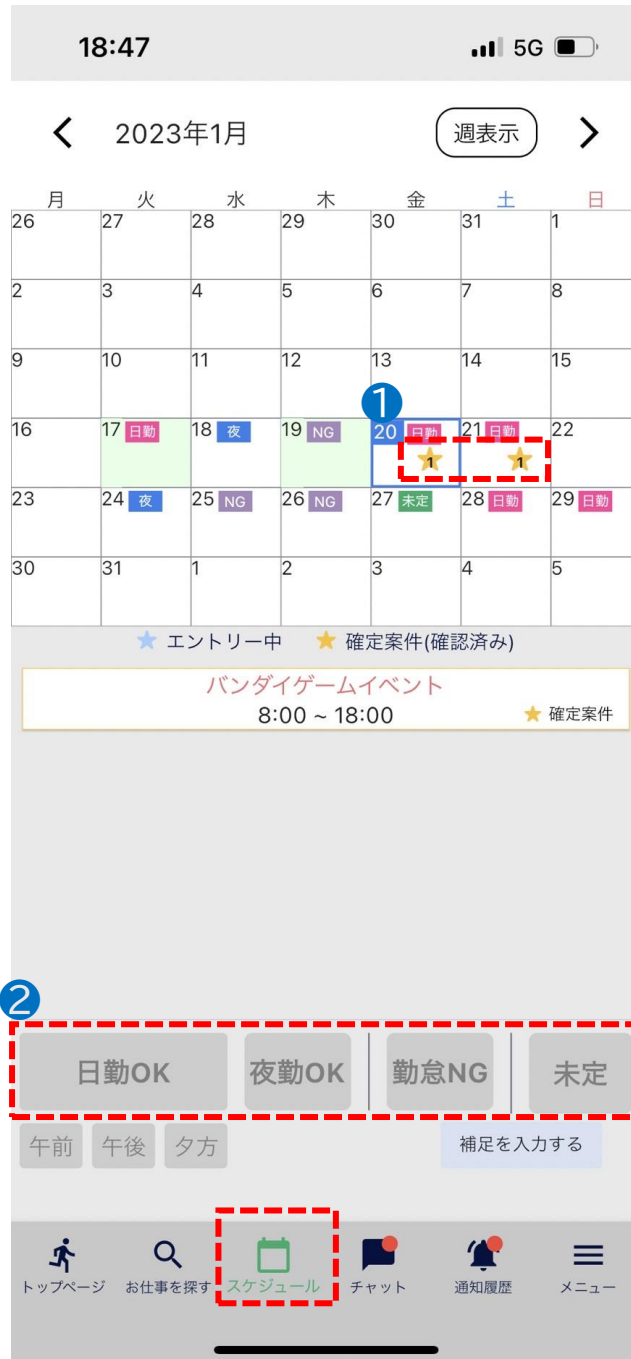 18:47 5G
2023年1月 週表示
月 火 水 木 金 土 日
26 27 28 29 30 31 1
2 3 4 5 6 7 8
9 10 11 12 13 14 15
1
16 17 日勤 18 夜 19 NG 20 日勤 21 日勤 22
1 1
23 24 夜 25 NG 26 NG 27 未定 28 日勤 29 日勤
30 31 1 2 3 4 5
エントリー中 確定案件(確認済み)
バンダイゲームイベント
8:00 ~ 18:00 確定案件
2
日勤OK 夜勤OK 勤怠NG 未定
午前 午後 夕方 補足を入力する
トップページ お仕事を探す スケジュール チャット 通知履歴 メニュー